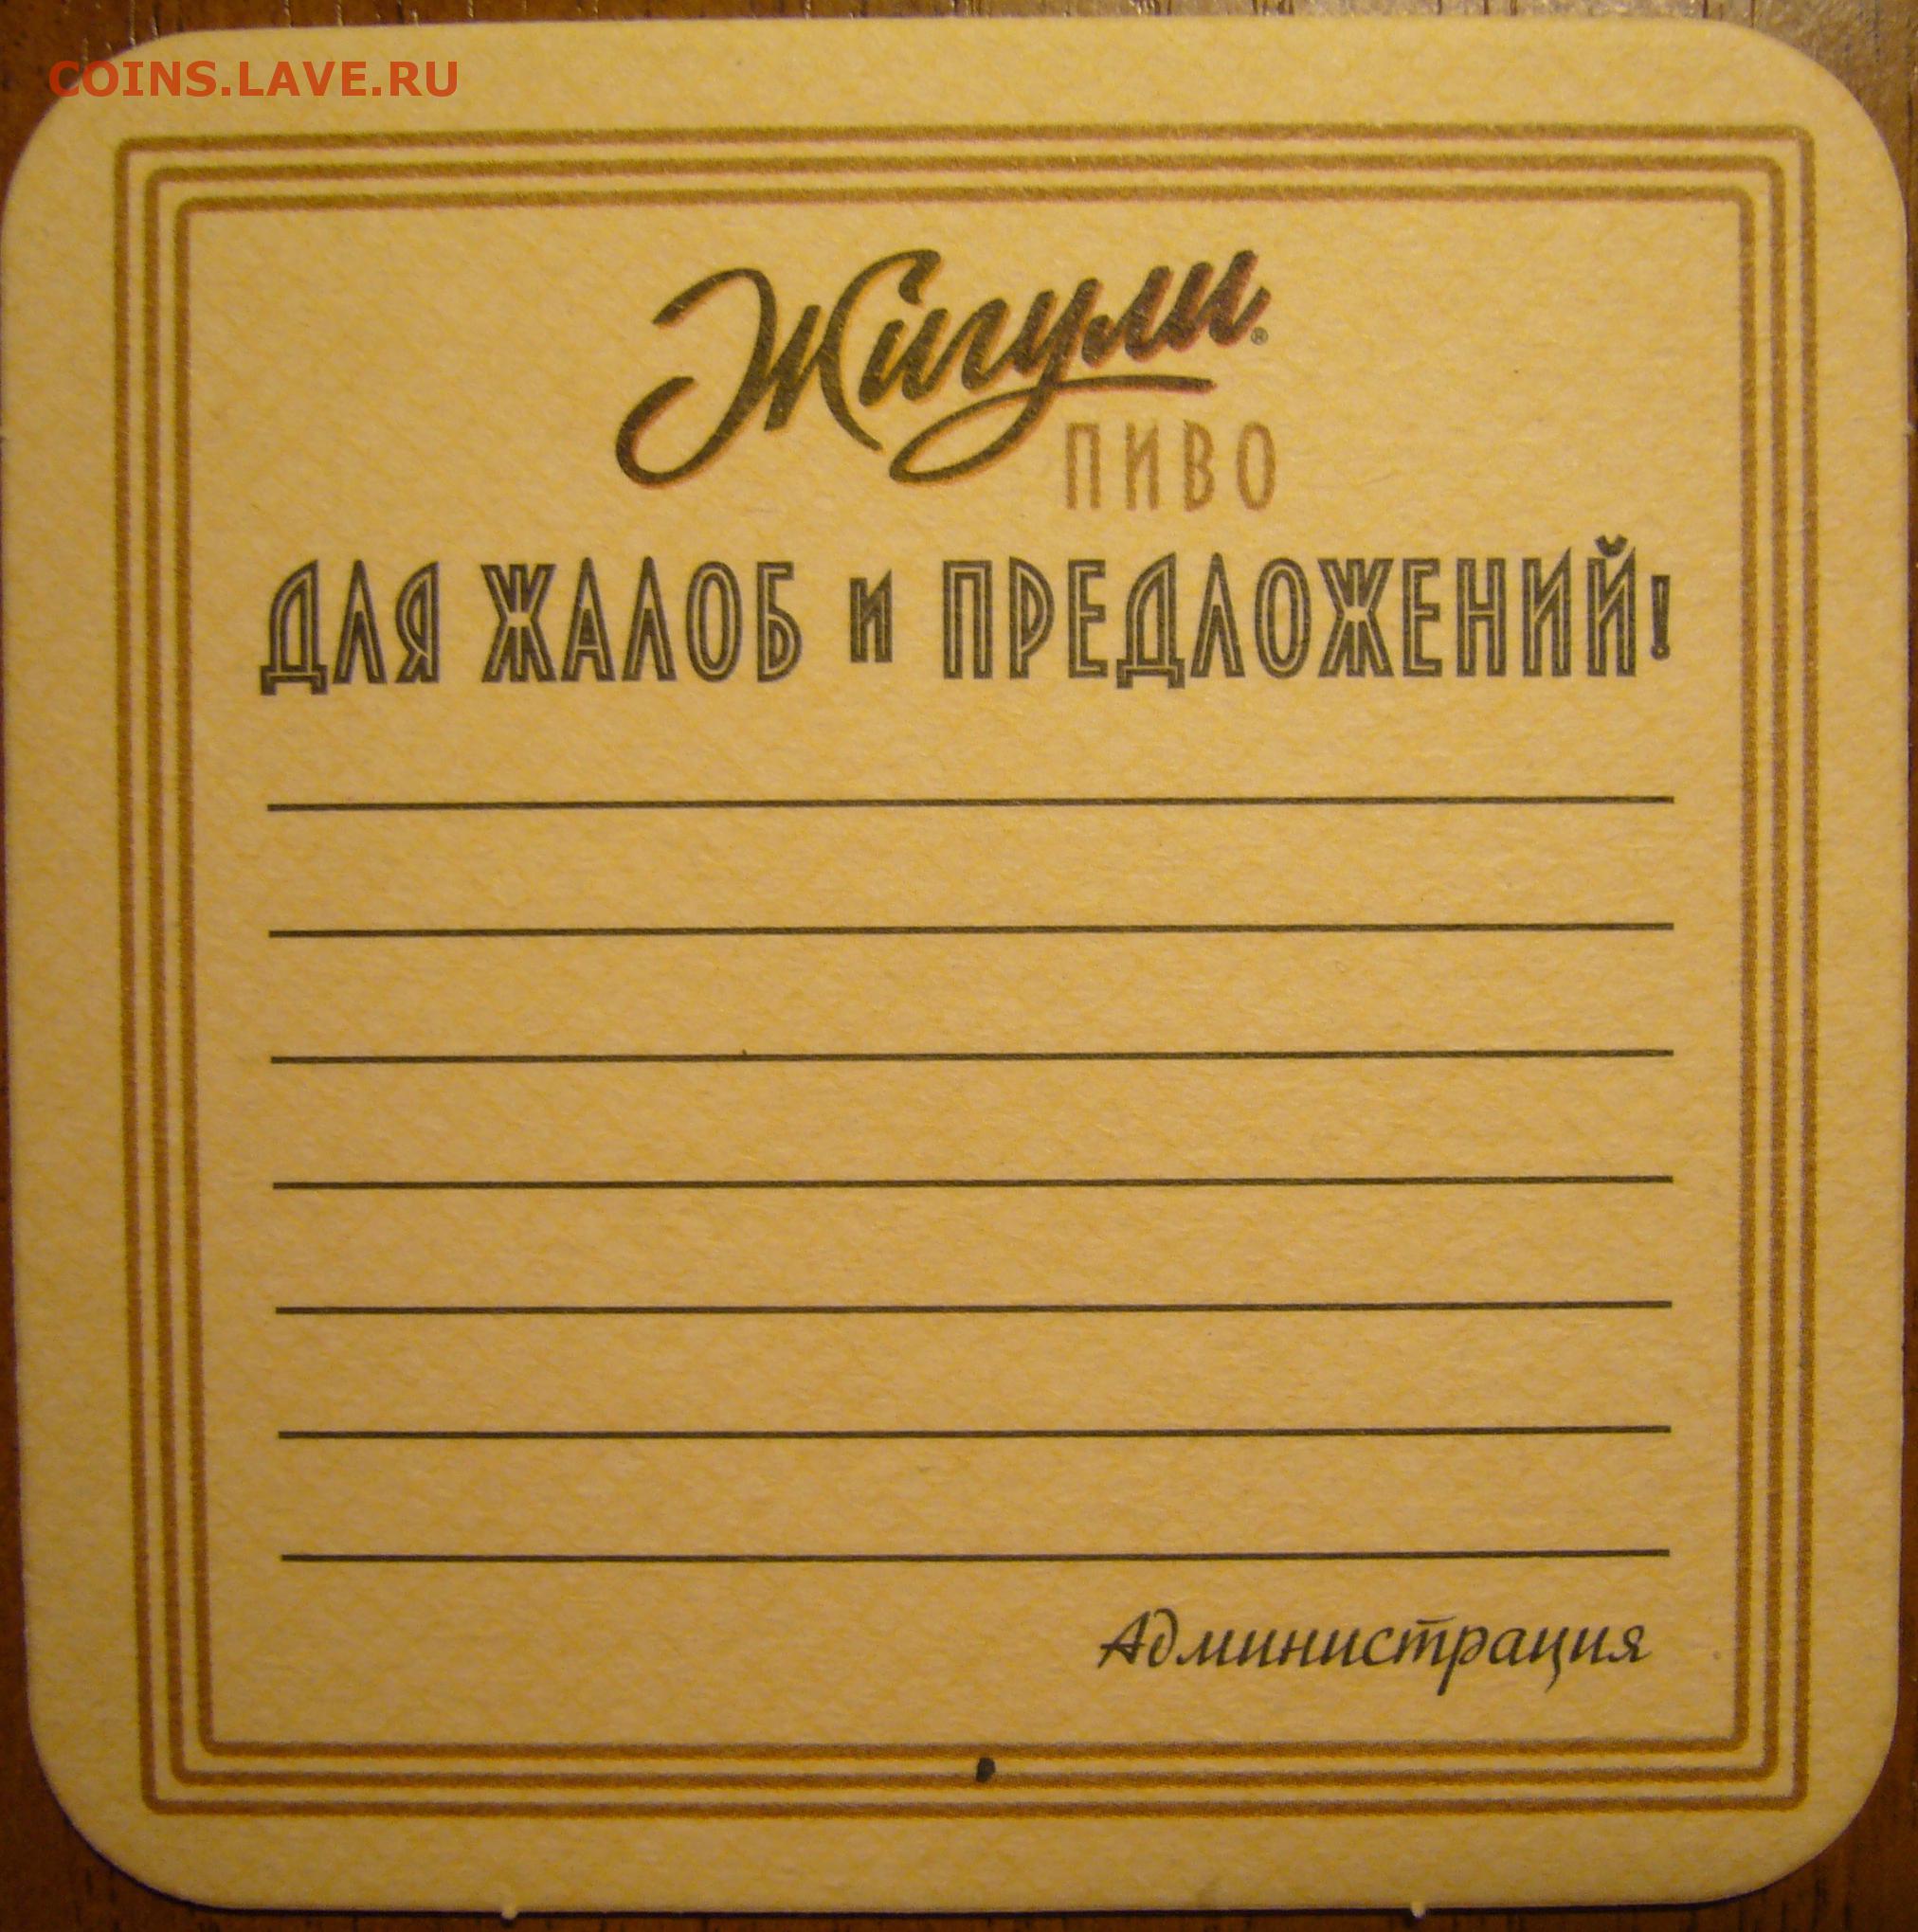 COINS.LAVE.RU
Жигули®
ПИВО
ДЛЯ ЖАЛОБ и ПРЕДЛОЖЕНИЙ!
Администрация